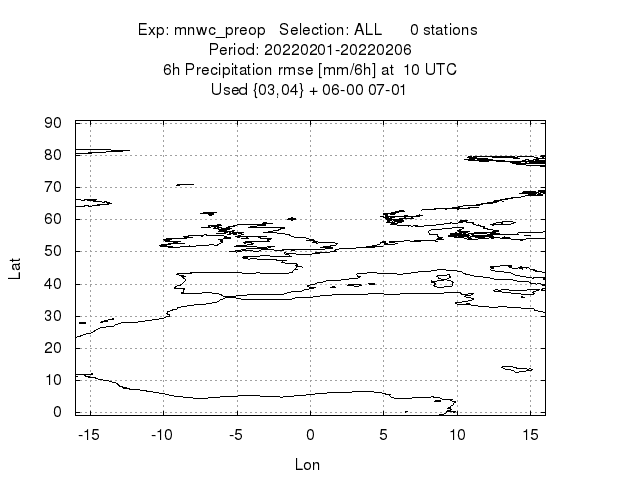 Exp: mnwc_preop   Selection: ALL      0 stations
Period: 20220201-20220206
6h Precipitation rmse [mm/6h] at  10 UTC
Used {03,04} + 06-00 07-01
90
80
70
60
50
40
30
20
10
0
Lat
-15 -10 -5 0 5 10 15
Lon